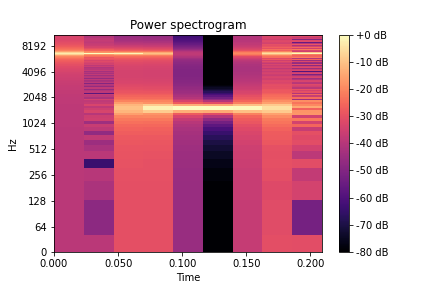 Power spectrogram
8192
4096
2048
1024
512
256
128
64
0
Hz
0.000 0.050 0.100 0.150 0.200
Time
+0 dB
-10 dB
-20 dB
-30 dB
-40 dB
-50 dB
-60 dB
-70 dB
-80 dB